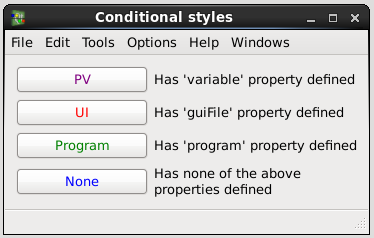 Conditional styles
File Edit Tools Options Help Windows
PV Has 'variable' property defined
UI Has 'guiFile' property defined
Program Has 'program' property defined
None Has none of the above
properties defined